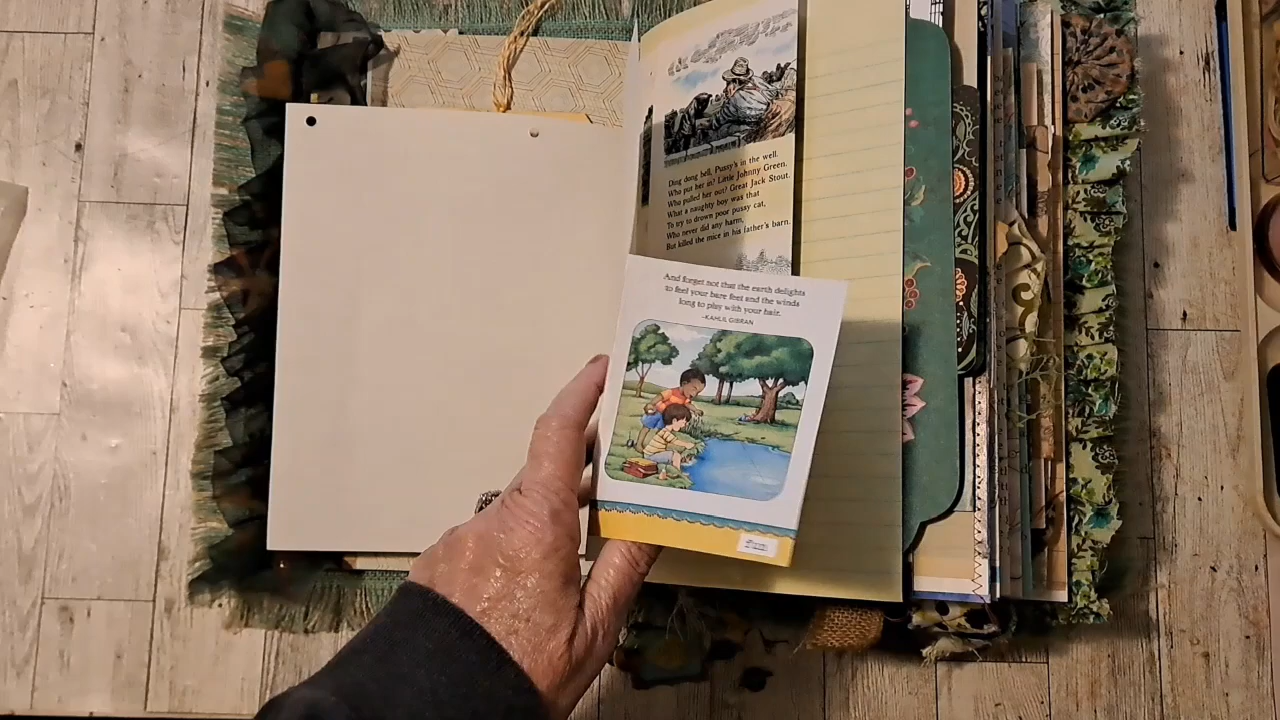 Ding dong bell, Pussy's in the well.
Who put her in? Little Johnny Green.
Who pulled her out? Great Jack Stout.
What a naughty boy was that
To try to drown poor pussy cat,
Who never did any harm,
But killed the mice in his father's barn.
And forget not that the earth delights
to feel your bare feet and the winds
long to play with your hair.
~KAHLIL GIBRAN